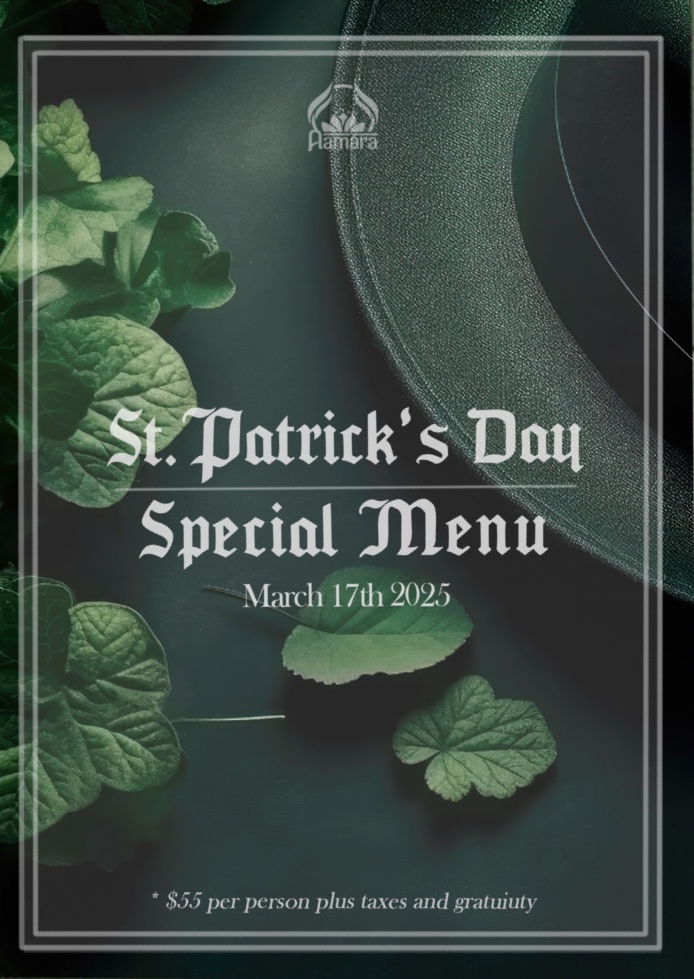 Aamara
St. Patrick's Day
Special Menu
March 17th 2025
* $55 per person plus taxes and gratuiuty